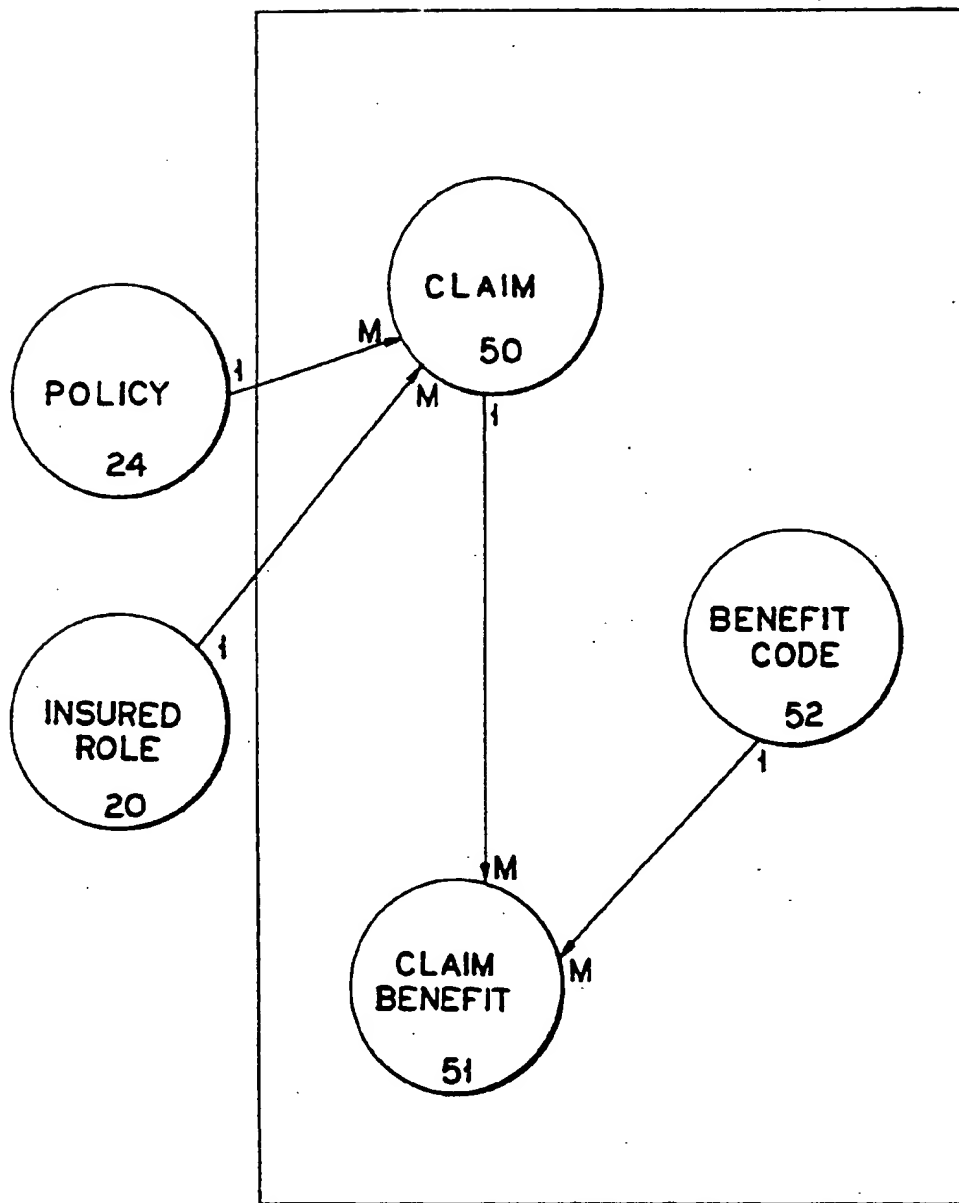 CLAIM
50
M
M
1
POLICY
1
24
1
INSURED
ROLE
20
BENEFIT
CODE
52
1
M
M
CLAIM
BENEFIT
51